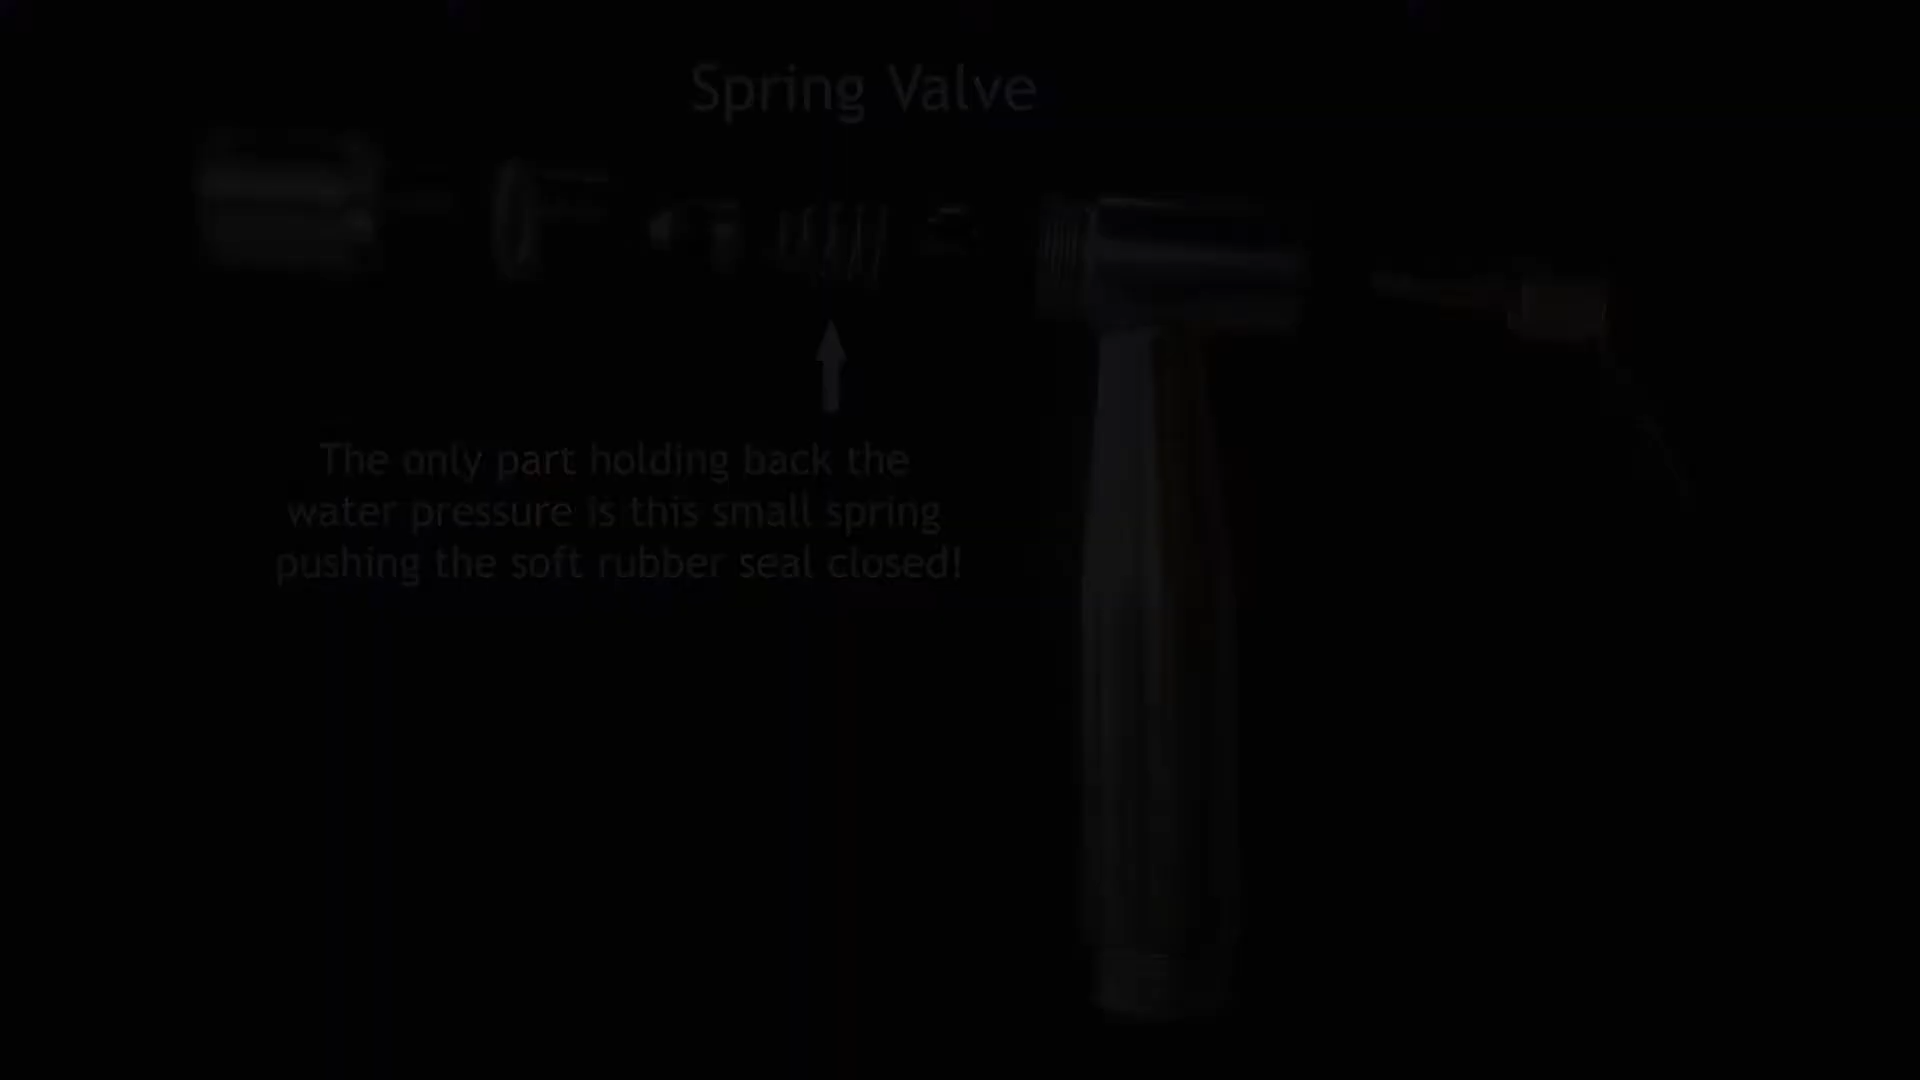 Spring Valve
The only part holding back the
water pressure is this small spring
pushing the soft rubber seal closed!